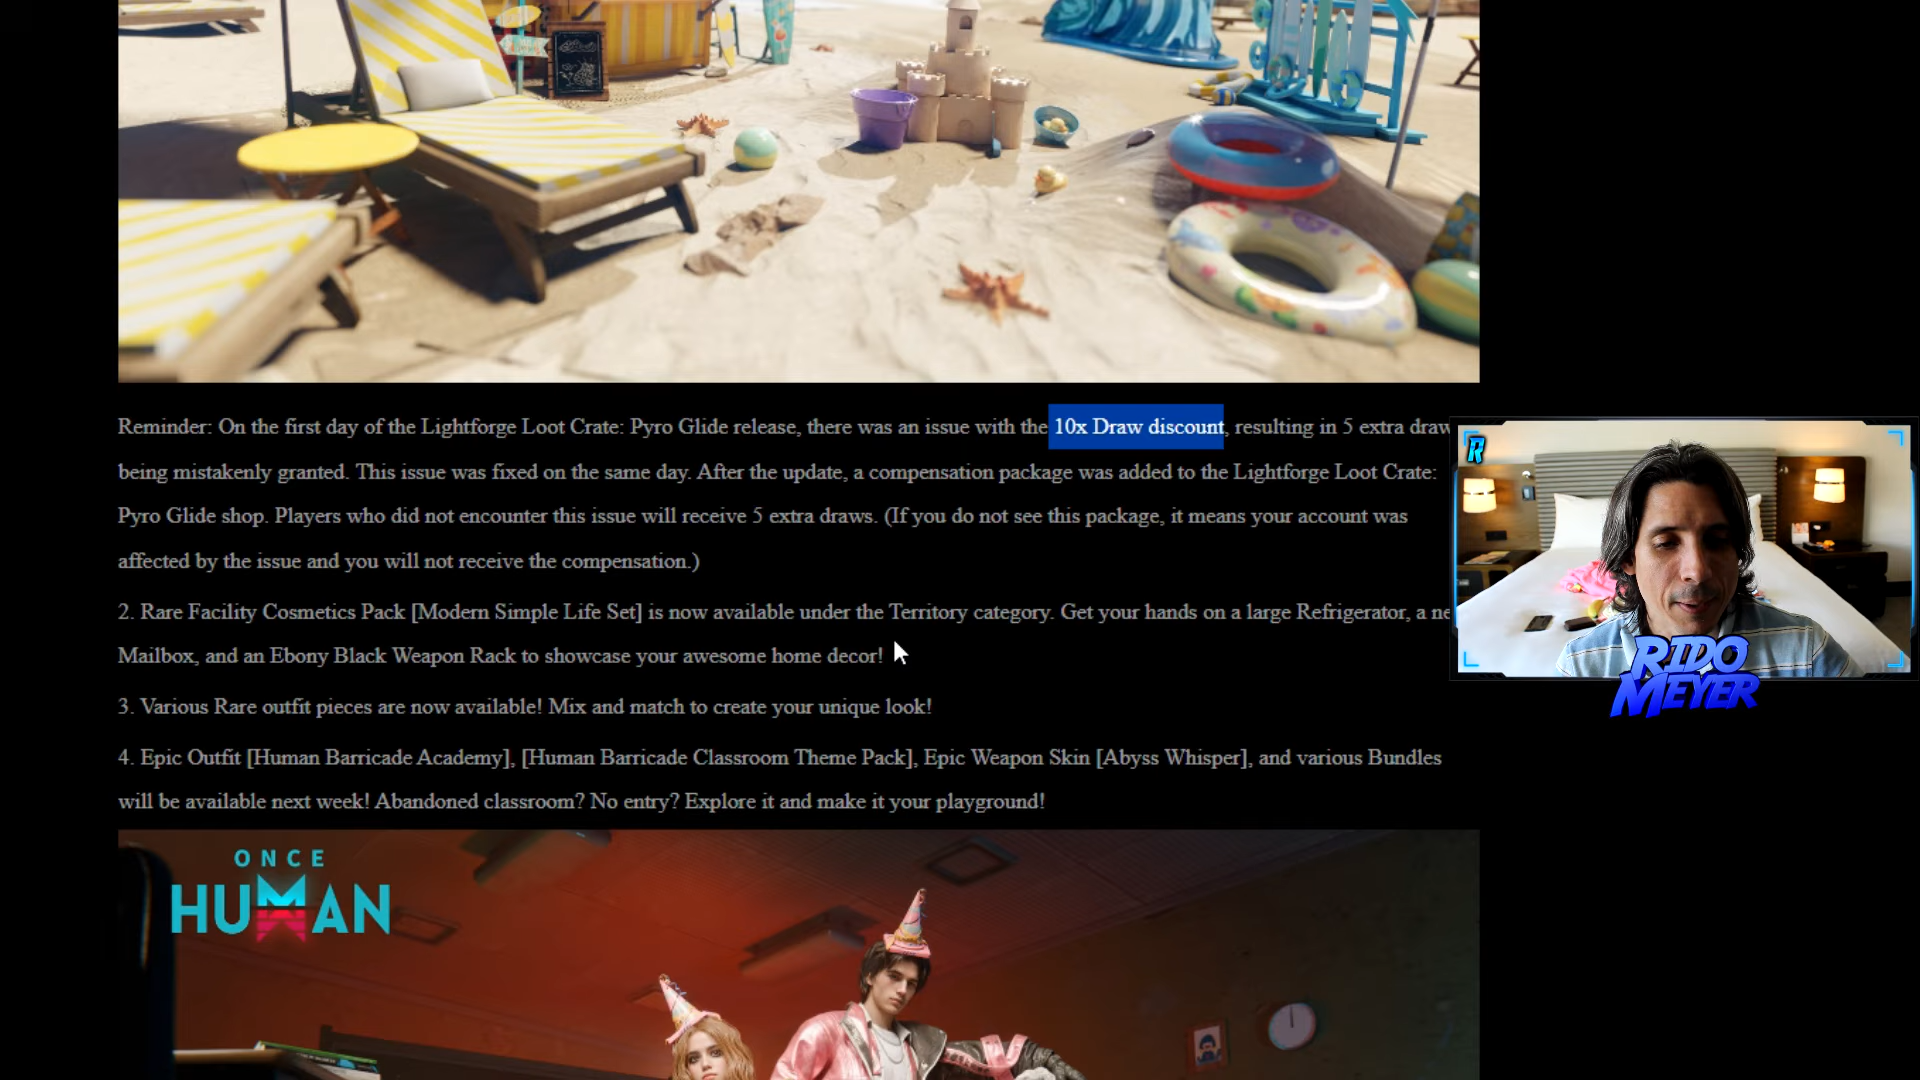 Reminder: On the first day of the Lightforge Loot Crate: Pyro Glide release, there was an issue with the 10x Draw discount, resulting in 5 extra draw
being mistakenly granted. This issue was fixed on the same day. After the update, a compensation package was added to the Lightforge Loot Crate:
Pyro Glide shop. Players who did not encounter this issue will receive 5 extra draws. (If you do not see this package, it means your account was
affected by the issue and you will not receive the compensation.)
2. Rare Facility Cosmetics Pack [Modern Simple Life Set] is now available under the Territory category. Get your hands on a large Refrigerator, a ne
Mailbox, and an Ebony Black Weapon Rack to showcase your awesome home decor!
3. Various Rare outfit pieces are now available! Mix and match to create your unique look!
4. Epic Outfit [Human Barricade Academy], [Human Barricade Classroom Theme Pack], Epic Weapon Skin [Abyss Whisper], and various Bundles
will be available next week! Abandoned classroom? No entry? Explore it and make it your playground!
R
RIDO
MEYER
ONCE
HUMAN